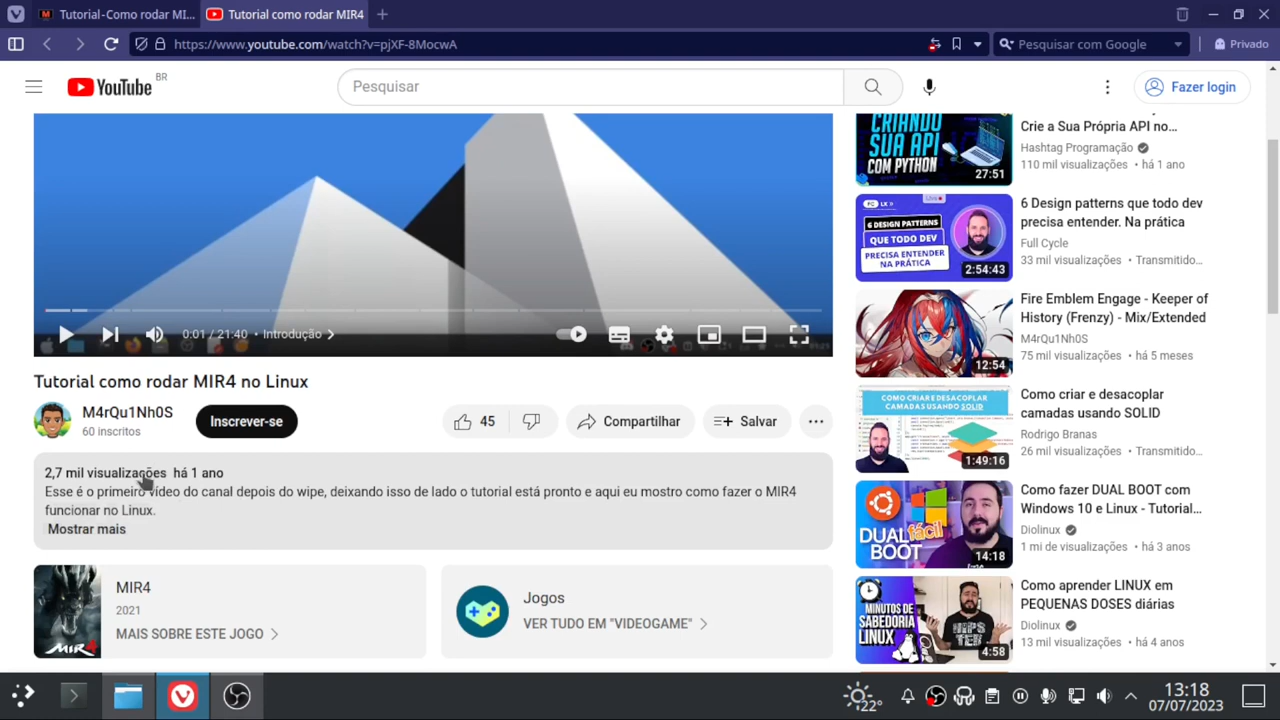 Tutorial - Como rodar MI...
Tutorial como rodar MIR4
https://www.youtube.com/watch?v=pjXF-8MocwA
Pesquisar com Google
Privado
YouTube BR
Pesquisar
Fazer login
0:01 / 21:40 • Introdução
Tutorial como rodar MIR4 no Linux
M4rQu1Nh0S
60 inscritos
Inscrever-se
45
Compartilhar
Salvar
2,7 mil visualizações há 1 ano
Esse é o primeiro vídeo do canal depois do wipe, deixando isso de lado o tutorial está pronto e aqui eu mostro como fazer o MIR4
funcionar no Linux.
Mostrar mais
MIR4
2021
MAIS SOBRE ESTE JOGO
MIR4
Jogos
VER TUDO EM "VIDEOGAME"
CRIANDO
SUA API
COM PYTHON
27:51
Crie a Sua Própria API no...
Hashtag Programação
110 mil visualizações • há 1 ano
FC LX >
Live
6 DESIGN PATTERNS
QUE TODO DEV
PRECISA ENTENDER
NA PRÁTICA
2:54:43
6 Design patterns que todo dev
precisa entender. Na prática
Full Cycle
33 mil visualizações • Transmitido...
12:54
Fire Emblem Engage - Keeper of
History (Frenzy) - Mix/Extended
M4rQu1Nh0S
75 mil visualizações • há 5 meses
COMO CRIAR E DESACOPLAR
CAMADAS USANDO SOLID
1:49:16
Como criar e desacoplar
camadas usando SOLID
Rodrigo Branas
26 mil visualizações • Transmitido...
DUAL fácil
BOOT
14:18
Como fazer DUAL BOOT com
Windows 10 e Linux - Tutorial...
Diolinux
1 mi de visualizações • há 3 anos
MINUTOS DE
SABEDORIA
LINUX
4:58
Como aprender LINUX em
PEQUENAS DOSES diárias
Diolinux
13 mil visualizações • há 4 anos
22°
13:18
07/07/2023